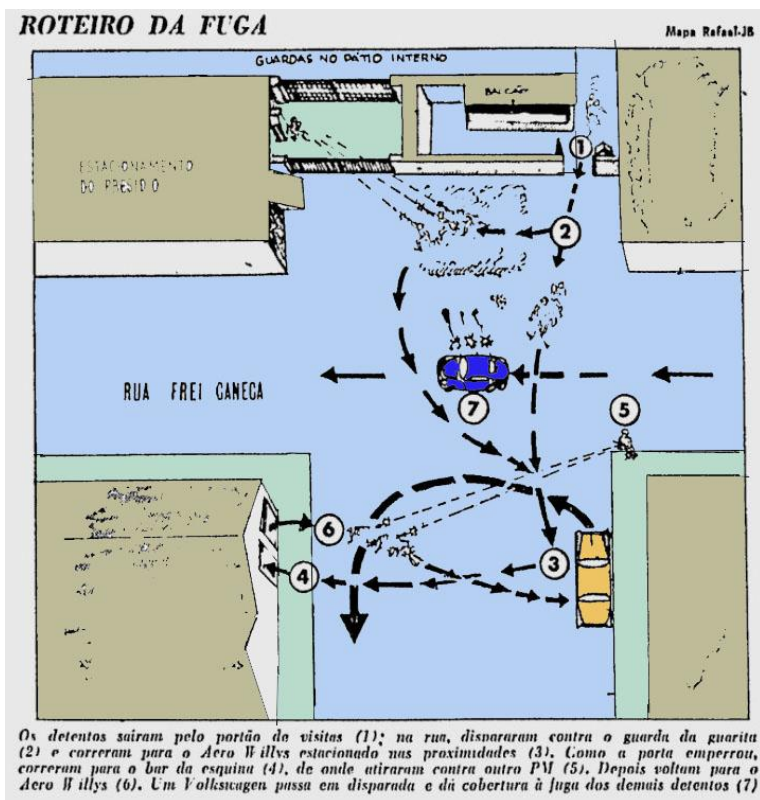 ROTEIRO DA FUGA
Mapa Rafael-JB
GUARDAS NO PÁTIO INTERNO
BALCÃO
1
ESTACIONAMENTO
DO PRESÍDIO
2
RUA FREI CANECA
7
5
6
3
4
Os detentos saíram pelo portão de visitas (1); na rua, dispararam contra o guarda da guarita
(2) e correram para o Aero Willys estacionado nas proximidades (3). Como a porta emperrou,
correram para o bar da esquina (4), de onde atiraram contra outro PM (5). Depois voltam para o
Aero Willys (6). Um Volkswagen passa em disparada e dá cobertura à fuga dos demais detentos (7)